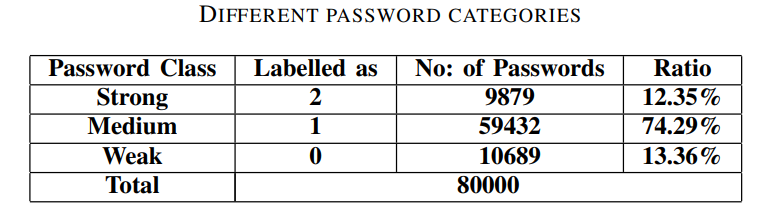 DIFFERENT PASSWORD CATEGORIES
Password Class Labelled as No: of Passwords Ratio
Strong 2 9879 12.35%
Medium 1 59432 74.29%
Weak 0 10689 13.36%
Total 80000